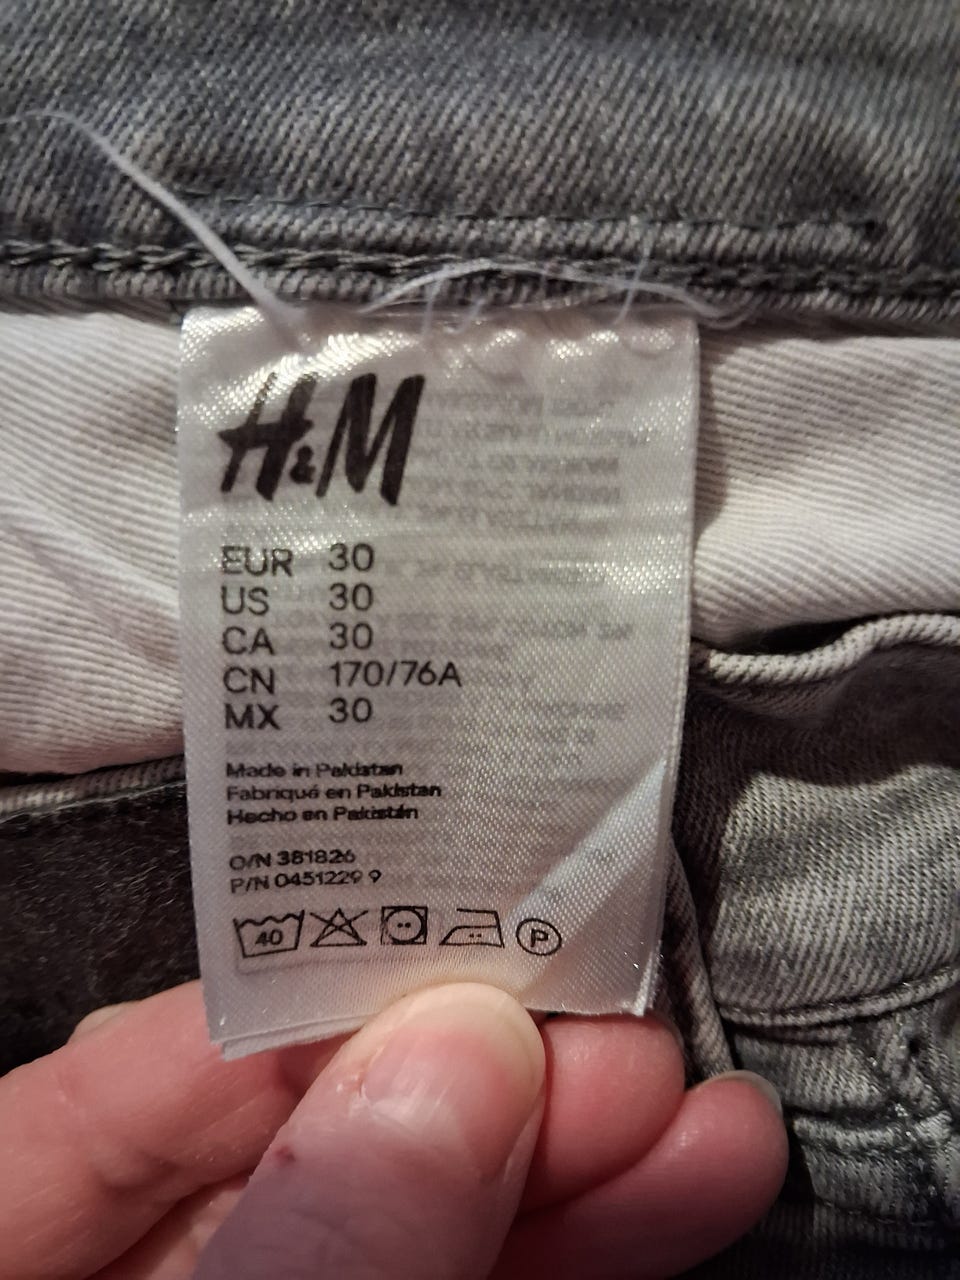 H&M
EUR 30
US 30
CA 30
CN 170/76A
MX 30
Made in Pakistan
Fabriqué en Pakistan
Hecho en Pakistán
O/N 381826
P/N 0451229 9
40
P